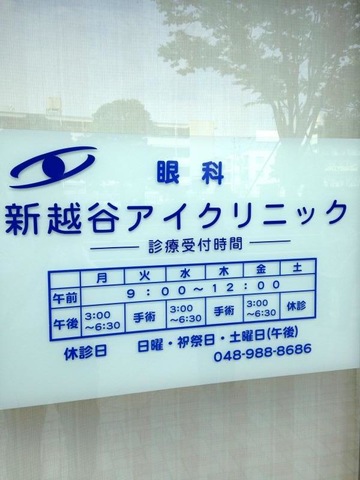 眼科
新越谷アイクリニック
診療受付時間
月 火 水 木 金 土
午前 9:00〜12:00
午後 3:00〜6:30 手術 3:00〜6:30 手術 3:00〜6:30 休診
休診日 日曜・祝祭日・土曜日(午後)
048-988-8686